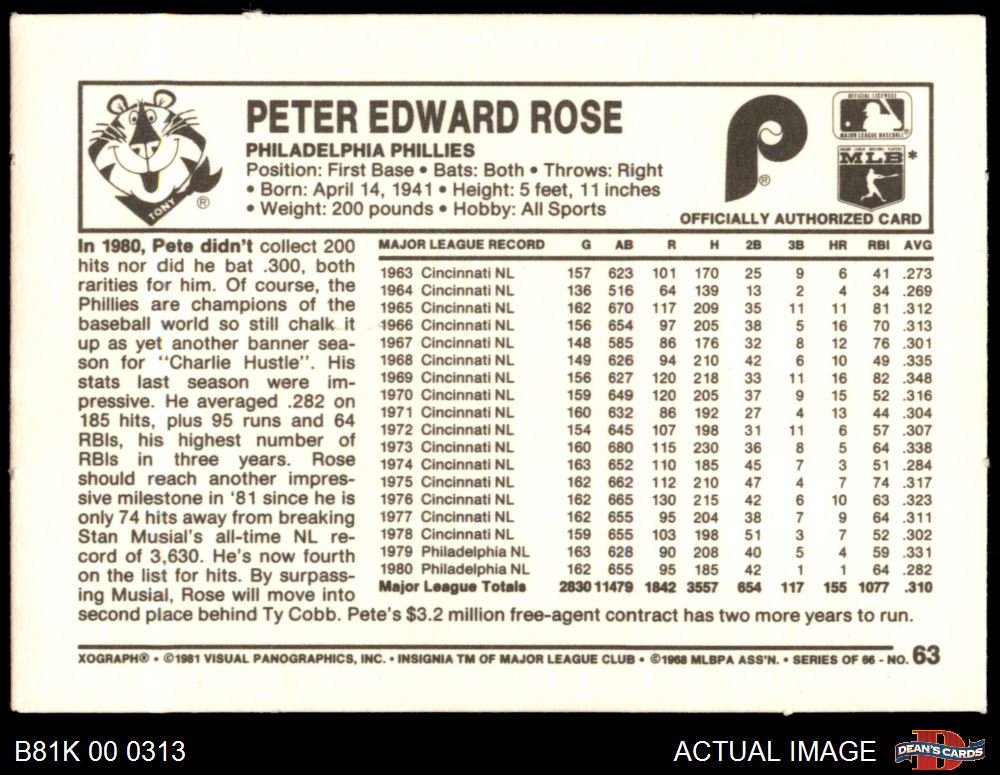 PETER EDWARD ROSE
PHILADELPHIA PHILLIES
Position: First Base • Bats: Both • Throws: Right
• Born: April 14, 1941 • Height: 5 feet, 11 inches
• Weight: 200 pounds • Hobby: All Sports
TONY ®
P ®
OFFICIAL LICENSEE
MAJOR LEAGUE BASEBALL ®
MLB *
OFFICIALLY AUTHORIZED CARD
In 1980, Pete didn't collect 200
hits nor did he bat .300, both
rarities for him. Of course, the
Phillies are champions of the
baseball world so still chalk it
up as yet another banner sea-
son for "Charlie Hustle". His
stats last season were im-
pressive. He averaged .282 on
185 hits, plus 95 runs and 64
RBIs, his highest number of
RBIs in three years. Rose
should reach another impres-
sive milestone in '81 since he is
only 74 hits away from breaking
Stan Musial's all-time NL re-
cord of 3,630. He's now fourth
on the list for hits. By surpass-
ing Musial, Rose will move into
second place behind Ty Cobb. Pete's $3.2 million free-agent contract has two more years to run.
MAJOR LEAGUE RECORD G AB R H 2B 3B HR RBI AVG
1963 Cincinnati NL 157 623 101 170 25 9 6 41 .273
1964 Cincinnati NL 136 516 64 139 13 2 4 34 .269
1965 Cincinnati NL 162 670 117 209 35 11 11 81 .312
1966 Cincinnati NL 156 654 97 205 38 5 16 70 .313
1967 Cincinnati NL 148 585 86 176 32 8 12 76 .301
1968 Cincinnati NL 149 626 94 210 42 6 10 49 .335
1969 Cincinnati NL 156 627 120 218 33 11 16 82 .348
1970 Cincinnati NL 159 649 120 205 37 9 15 52 .316
1971 Cincinnati NL 160 632 86 192 27 4 13 44 .304
1972 Cincinnati NL 154 645 107 198 31 11 6 57 .307
1973 Cincinnati NL 160 680 115 230 36 8 5 64 .338
1974 Cincinnati NL 163 652 110 185 45 7 3 51 .284
1975 Cincinnati NL 162 662 112 210 47 4 7 74 .317
1976 Cincinnati NL 162 665 130 215 42 6 10 63 .323
1977 Cincinnati NL 162 655 95 204 38 7 9 64 .311
1978 Cincinnati NL 159 655 103 198 51 3 7 52 .302
1979 Philadelphia NL 163 628 90 208 40 5 4 59 .331
1980 Philadelphia NL 162 655 95 185 42 1 1 64 .282
Major League Totals 2830 11479 1842 3557 654 117 155 1077 .310
XOGRAPH® • ©1981 VISUAL PANOGRAPHICS, INC. • INSIGNIA TM OF MAJOR LEAGUE CLUB • ©1968 MLBPA ASS'N. • SERIES OF 66 - NO. 63
B81K 00 0313
ACTUAL IMAGE
DEAN'S CARDS